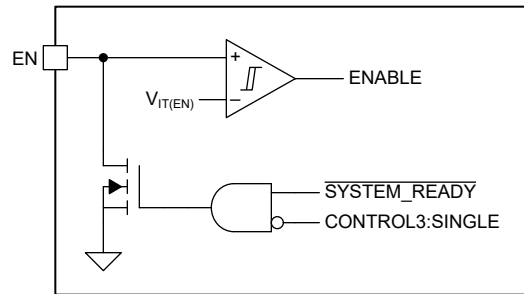 EN
ENABLE
V_IT(EN)
+
−
SYSTEM_READY
CONTROL3:SINGLE